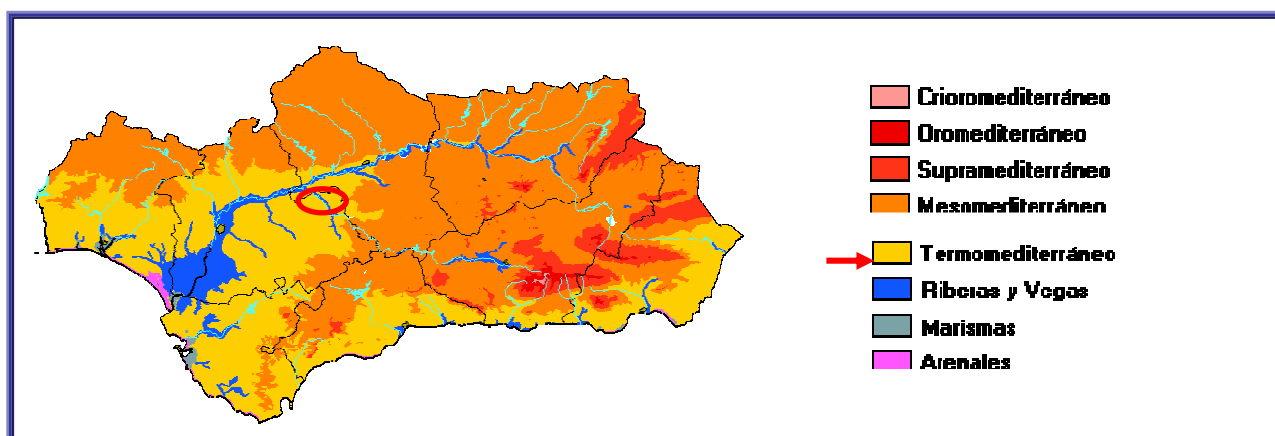 Crioromediterráneo
Oromediterráneo
Supramediterráneo
Mesomediterráneo
Termomediterráneo
Riberas y Vegas
Marismas
Arenales